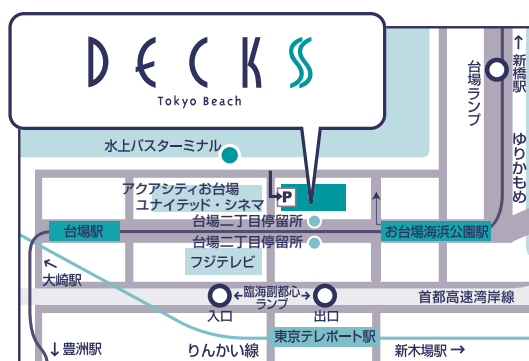 DECKS
Tokyo Beach
↑新橋駅
台場ランプ
ゆりかもめ
水上バスターミナル
アクアシティお台場
ユナイテッド・シネマ
P
台場二丁目停留所
台場駅
お台場海浜公園駅
台場二丁目停留所
フジテレビ
↖大崎駅
←臨海副都心→
ランプ
入口
出口
首都高速湾岸線
東京テレポート駅
↓豊洲駅
りんかい線
新木場駅→